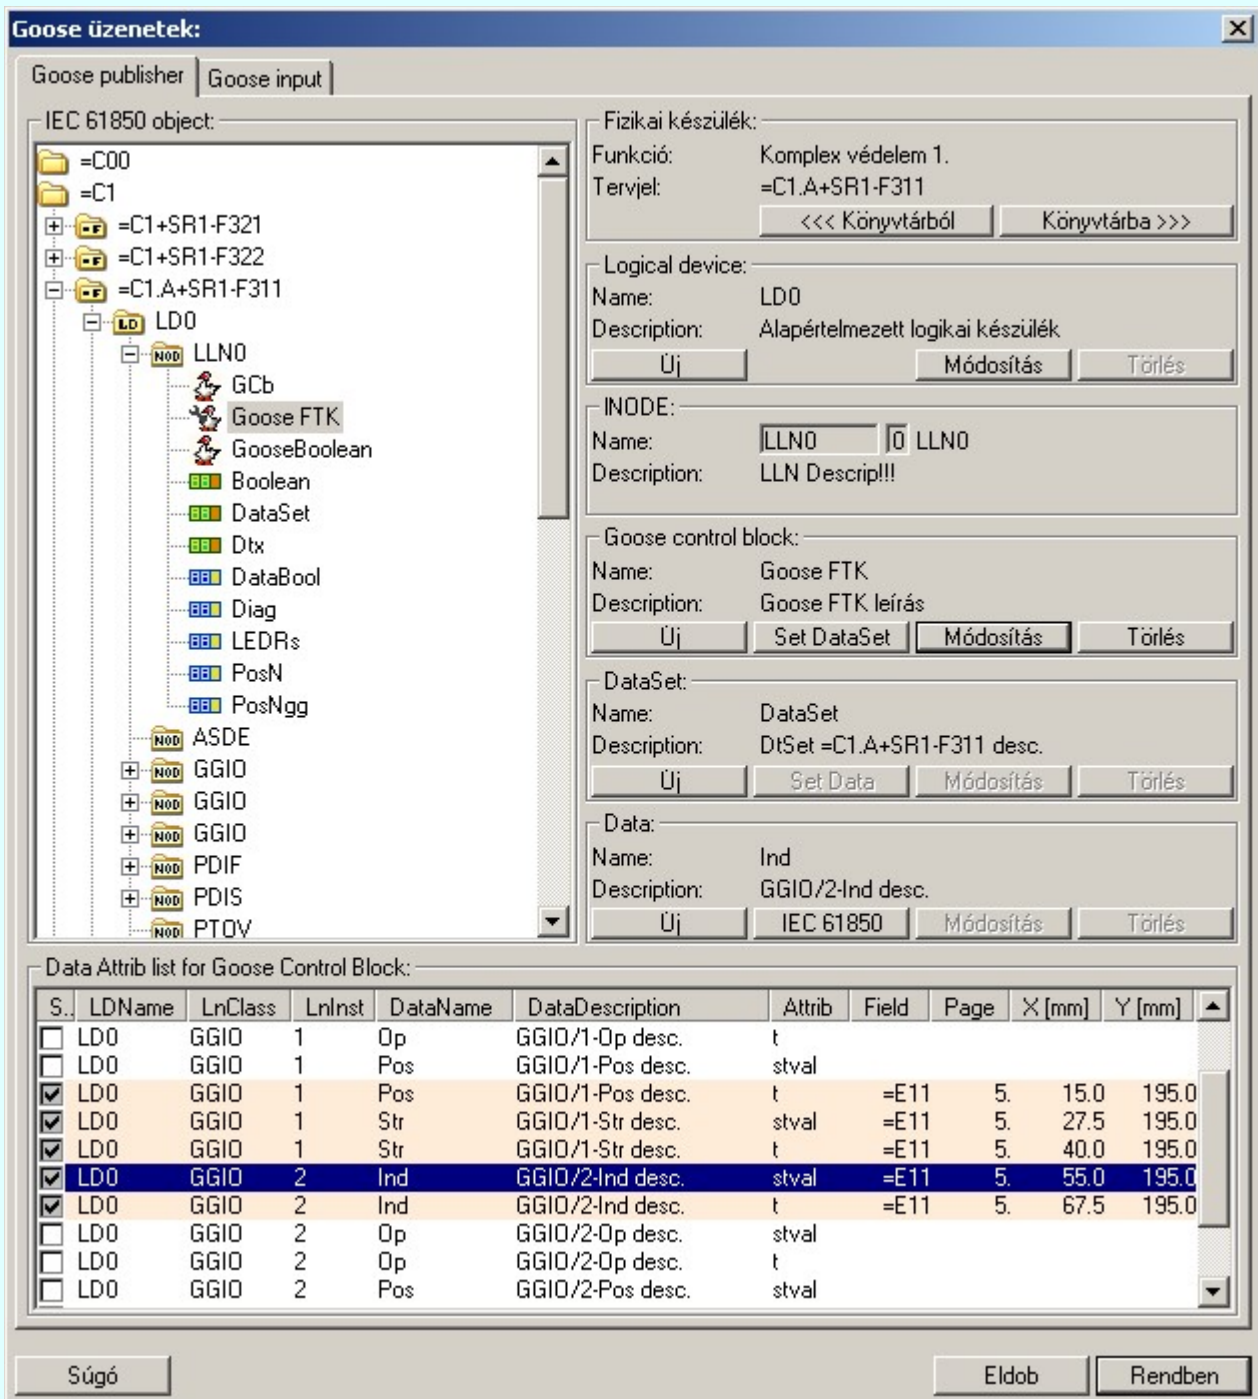 Goose üzenetek:
Goose publisher Goose input
IEC 61850 object:
=C00
=C1
=C1+SR1-F321
=C1+SR1-F322
=C1.A+SR1-F311
LD0
LLN0
GCb
Goose FTK
GooseBoolean
Boolean
DataSet
Dtx
DataBool
Diag
LEDRs
PosN
PosNgg
ASDE
GGIO
GGIO
GGIO
PDIF
PDIS
PTOV
Fizikai készülék:
Funkció: Komplex védelem 1.
Tervjel: =C1.A+SR1-F311
<<< Könyvtárból Könyvtárba >>>
Logical device:
Name: LD0
Description: Alapértelmezett logikai készülék
Új Módosítás Törlés
INODE:
Name: LLN0 0 LLN0
Description: LLN Descrip!!!
Goose control block:
Name: Goose FTK
Description: Goose FTK leírás
Új Set DataSet Módosítás Törlés
DataSet:
Name: DataSet
Description: DtSet =C1.A+SR1-F311 desc.
Új Set Data Módosítás Törlés
Data:
Name: Ind
Description: GGIO/2-Ind desc.
Új IEC 61850 Módosítás Törlés
Data Attrib list for Goose Control Block:
S.. LDName LnClass LnInst DataName DataDescription Attrib Field Page X [mm] Y [mm]
LD0 GGIO 1 Op GGIO/1-Op desc. t
LD0 GGIO 1 Pos GGIO/1-Pos desc. stval
LD0 GGIO 1 Pos GGIO/1-Pos desc. t =E11 5. 15.0 195.0
LD0 GGIO 1 Str GGIO/1-Str desc. stval =E11 5. 27.5 195.0
LD0 GGIO 1 Str GGIO/1-Str desc. t =E11 5. 40.0 195.0
LD0 GGIO 2 Ind GGIO/2-Ind desc. stval =E11 5. 55.0 195.0
LD0 GGIO 2 Ind GGIO/2-Ind desc. t =E11 5. 67.5 195.0
LD0 GGIO 2 Op GGIO/2-Op desc. stval
LD0 GGIO 2 Op GGIO/2-Op desc. t
LD0 GGIO 2 Pos GGIO/2-Pos desc. stval
Súgó Eldob Rendben